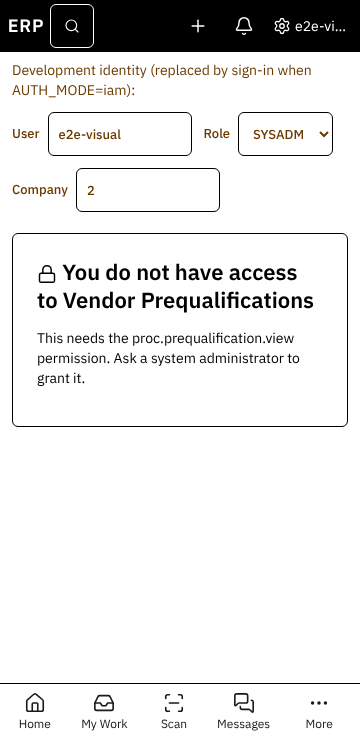 ERP
e2e-vi...
Development identity (replaced by sign-in when
AUTH_MODE=iam):
User e2e-visual Role SYSADM
Company 2
You do not have access
to Vendor Prequalifications
This needs the proc.prequalification.view
permission. Ask a system administrator to
grant it.
Home My Work Scan Messages More